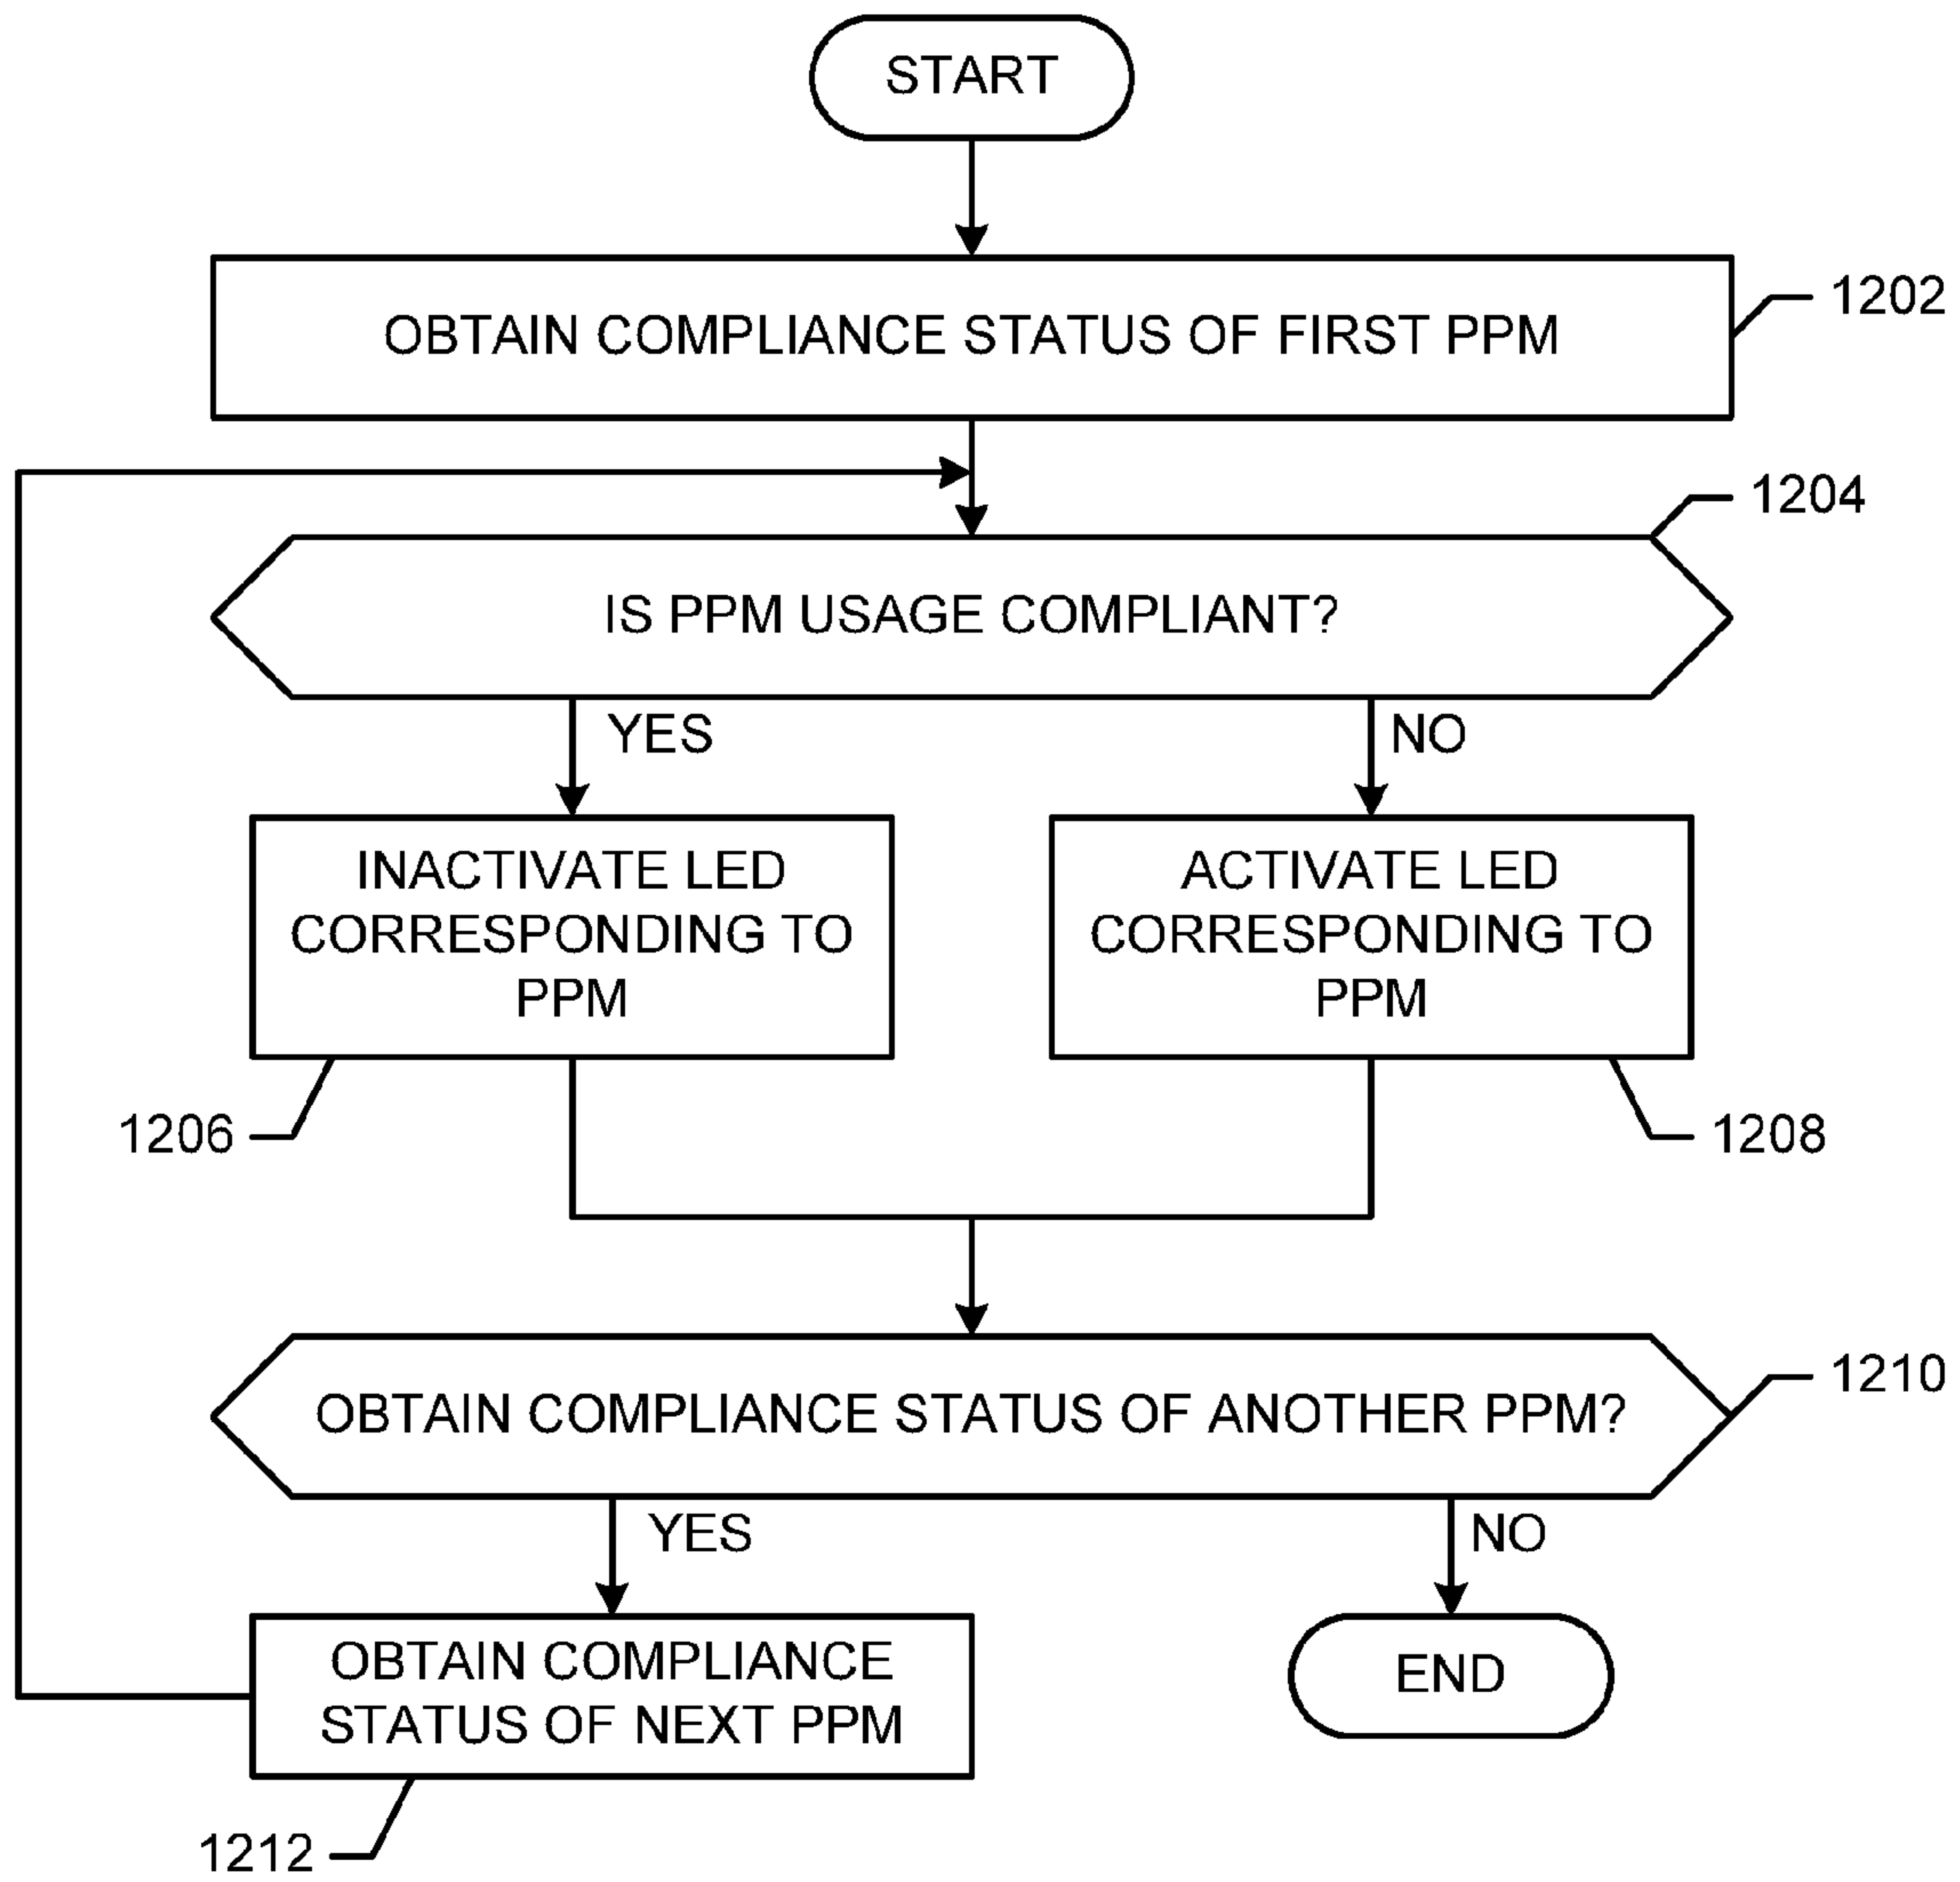 START
OBTAIN COMPLIANCE STATUS OF FIRST PPM
1202
1204
IS PPM USAGE COMPLIANT?
YES
NO
INACTIVATE LED
CORRESPONDING TO
PPM
ACTIVATE LED
CORRESPONDING TO
PPM
1206
1208
OBTAIN COMPLIANCE STATUS OF ANOTHER PPM?
1210
YES
NO
OBTAIN COMPLIANCE
STATUS OF NEXT PPM
END
1212